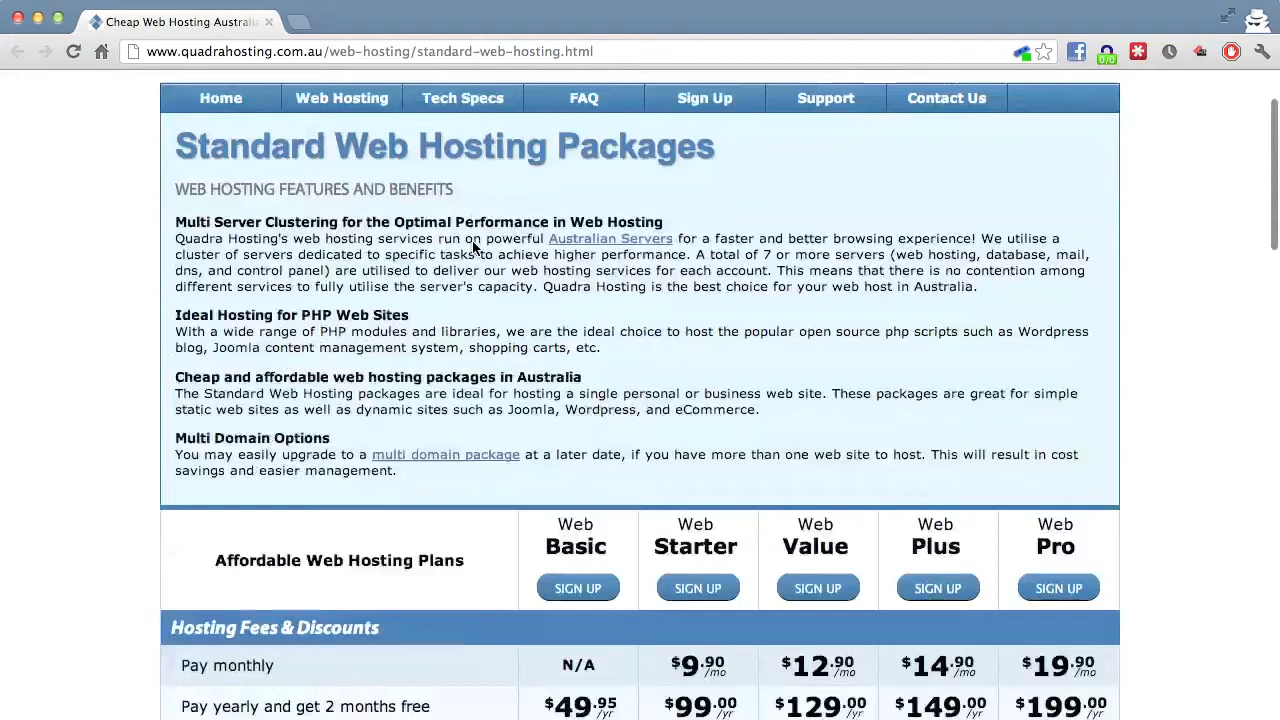 Cheap Web Hosting Australia
www.quadrahosting.com.au/web-hosting/standard-web-hosting.html
0/0
Home Web Hosting Tech Specs FAQ Sign Up Support Contact Us
Standard Web Hosting Packages
WEB HOSTING FEATURES AND BENEFITS
Multi Server Clustering for the Optimal Performance in Web Hosting
Quadra Hosting's web hosting services run on powerful Australian Servers for a faster and better browsing experience! We utilise a
cluster of servers dedicated to specific tasks to achieve higher performance. A total of 7 or more servers (web hosting, database, mail,
dns, and control panel) are utilised to deliver our web hosting services for each account. This means that there is no contention among
different services to fully utilise the server's capacity. Quadra Hosting is the best choice for your web host in Australia.
Ideal Hosting for PHP Web Sites
With a wide range of PHP modules and libraries, we are the ideal choice to host the popular open source php scripts such as Wordpress
blog, Joomla content management system, shopping carts, etc.
Cheap and affordable web hosting packages in Australia
The Standard Web Hosting packages are ideal for hosting a single personal or business web site. These packages are great for simple
static web sites as well as dynamic sites such as Joomla, Wordpress, and eCommerce.
Multi Domain Options
You may easily upgrade to a multi domain package at a later date, if you have more than one web site to host. This will result in cost
savings and easier management.
Affordable Web Hosting Plans
Web Basic SIGN UP
Web Starter SIGN UP
Web Value SIGN UP
Web Plus SIGN UP
Web Pro SIGN UP
Hosting Fees & Discounts
Pay monthly N/A $9.90/mo $12.90/mo $14.90/mo $19.90/mo
Pay yearly and get 2 months free $49.95/yr $99.00/yr $129.00/yr $149.00/yr $199.00/yr